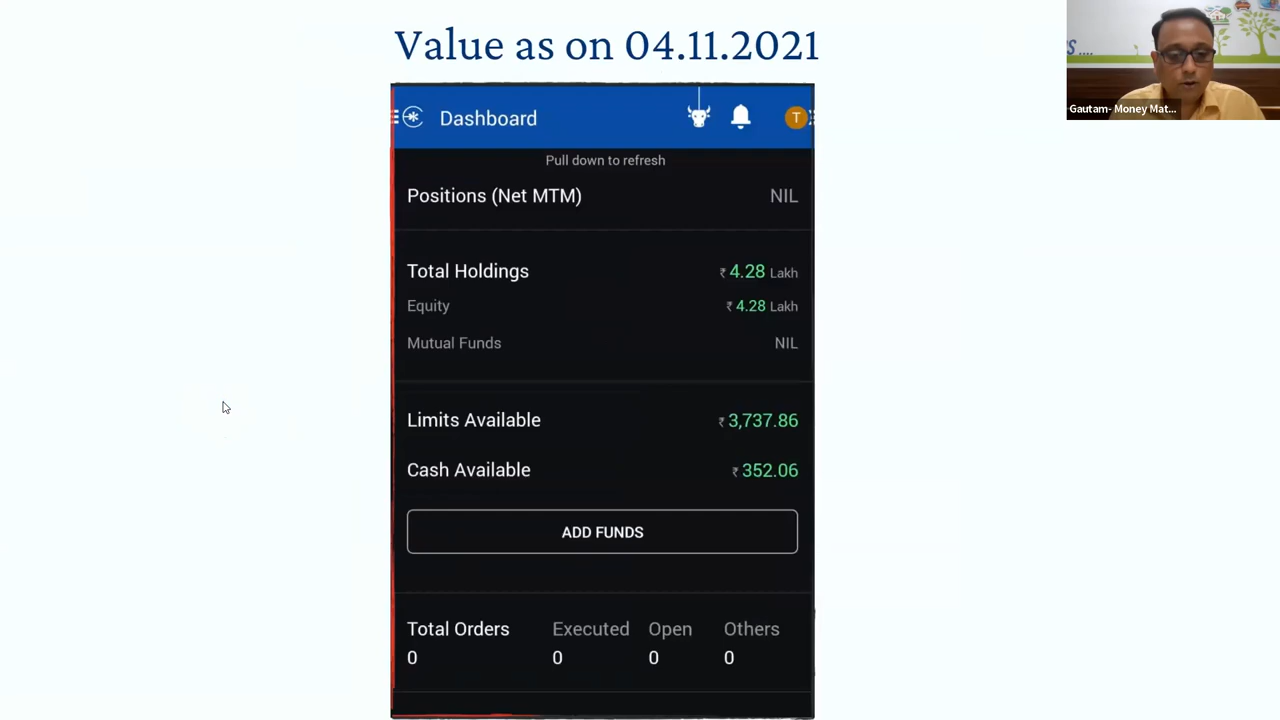 Value as on 04.11.2021
Dashboard
T
Pull down to refresh
Positions (Net MTM) NIL
Total Holdings ₹ 4.28 Lakh
Equity ₹ 4.28 Lakh
Mutual Funds NIL
Limits Available ₹ 3,737.86
Cash Available ₹ 352.06
ADD FUNDS
Total Orders Executed Open Others
0 0 0 0
Gautam- Money Mat...